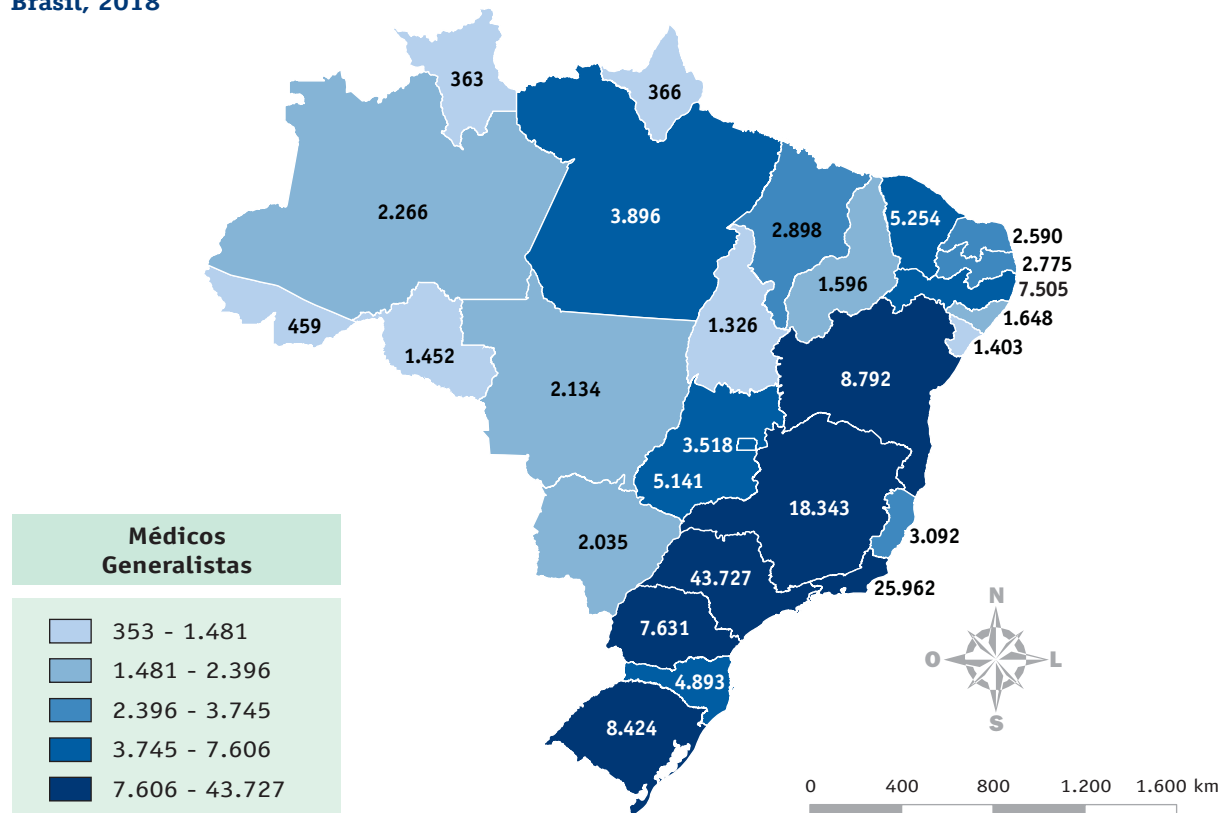 Brasil, 2018
363
366
2.266
3.896
2.898
5.254
2.590
2.775
1.596
7.505
1.648
459
1.326
1.403
1.452
8.792
2.134
3.518
5.141
18.343
3.092
2.035
43.727
25.962
7.631
4.893
8.424
Médicos
Generalistas
353 - 1.481
1.481 - 2.396
2.396 - 3.745
3.745 - 7.606
7.606 - 43.727
N
O L
S
0 400 800 1.200 1.600 km